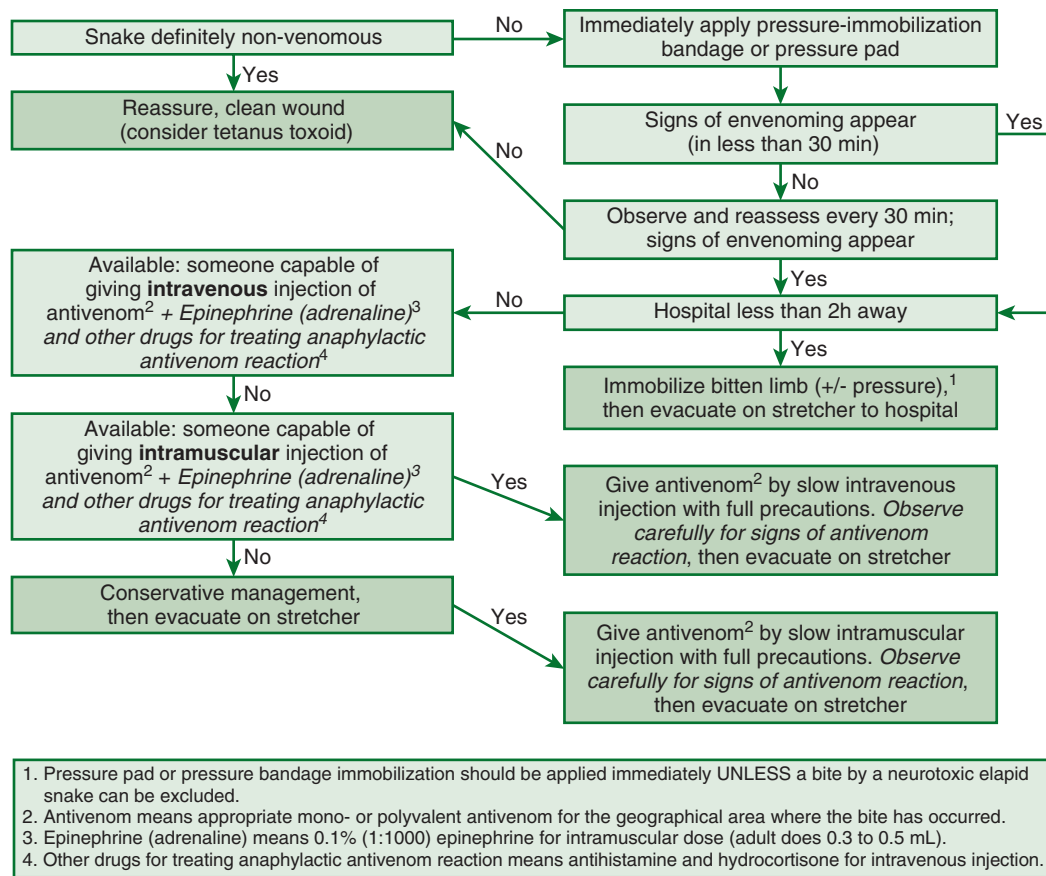 Snake definitely non-venomous
No
Immediately apply pressure-immobilization
bandage or pressure pad
Yes
Reassure, clean wound
(consider tetanus toxoid)
Signs of envenoming appear
(in less than 30 min)
Yes
No
No
Observe and reassess every 30 min;
signs of envenoming appear
Yes
Available: someone capable of
giving intravenous injection of
antivenom2 + Epinephrine (adrenaline)3
and other drugs for treating anaphylactic
antivenom reaction4
No
Hospital less than 2h away
Yes
Immobilize bitten limb (+/- pressure),1
then evacuate on stretcher to hospital
No
Available: someone capable of
giving intramuscular injection of
antivenom2 + Epinephrine (adrenaline)3
and other drugs for treating anaphylactic
antivenom reaction4
Yes
Give antivenom2 by slow intravenous
injection with full precautions. Observe
carefully for signs of antivenom
reaction, then evacuate on stretcher
No
Conservative management,
then evacuate on stretcher
Yes
Give antivenom2 by slow intramuscular
injection with full precautions. Observe
carefully for signs of antivenom reaction,
then evacuate on stretcher
1. Pressure pad or pressure bandage immobilization should be applied immediately UNLESS a bite by a neurotoxic elapid
snake can be excluded.
2. Antivenom means appropriate mono- or polyvalent antivenom for the geographical area where the bite has occurred.
3. Epinephrine (adrenaline) means 0.1% (1:1000) epinephrine for intramuscular dose (adult does 0.3 to 0.5 mL).
4. Other drugs for treating anaphylactic antivenom reaction means antihistamine and hydrocortisone for intravenous injection.